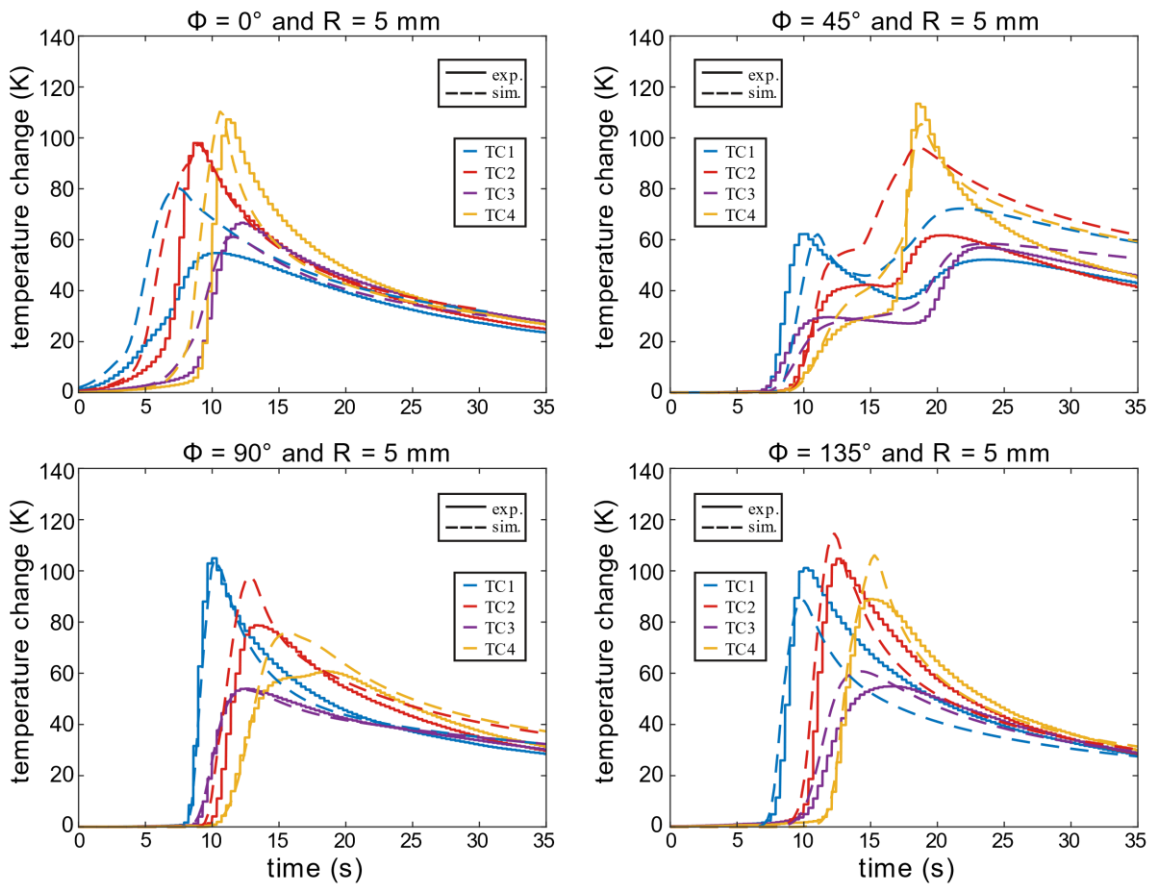 Φ = 0° and R = 5 mm
temperature change (K)
140
120
100
80
60
40
20
0
0 5 10 15 20 25 30 35
exp.
sim.
TC1
TC2
TC3
TC4
Φ = 45° and R = 5 mm
temperature change (K)
140
120
100
80
60
40
20
0
0 5 10 15 20 25 30 35
exp.
sim.
TC1
TC2
TC3
TC4
Φ = 90° and R = 5 mm
temperature change (K)
140
120
100
80
60
40
20
0
0 5 10 15 20 25 30 35
time (s)
exp.
sim.
TC1
TC2
TC3
TC4
Φ = 135° and R = 5 mm
temperature change (K)
140
120
100
80
60
40
20
0
0 5 10 15 20 25 30 35
time (s)
exp.
sim.
TC1
TC2
TC3
TC4